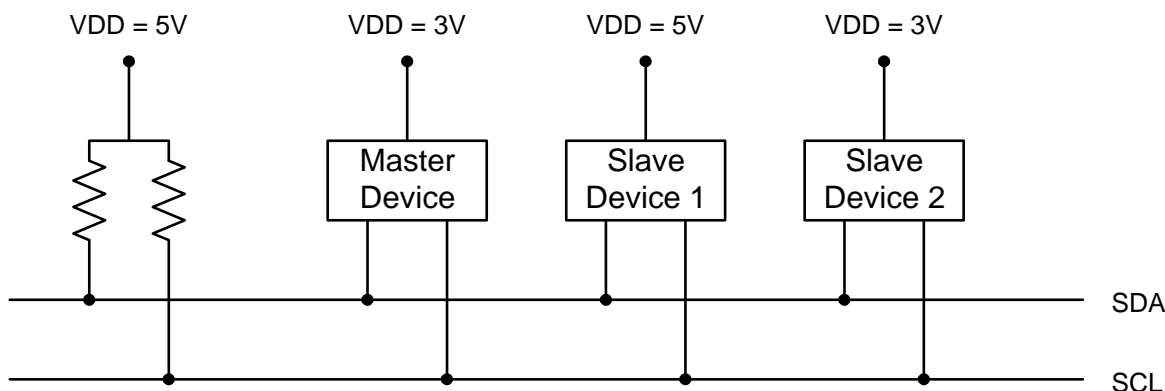 VDD = 5V
VDD = 3V
VDD = 5V
VDD = 3V
Master
Device
Slave
Device 1
Slave
Device 2
SDA
SCL